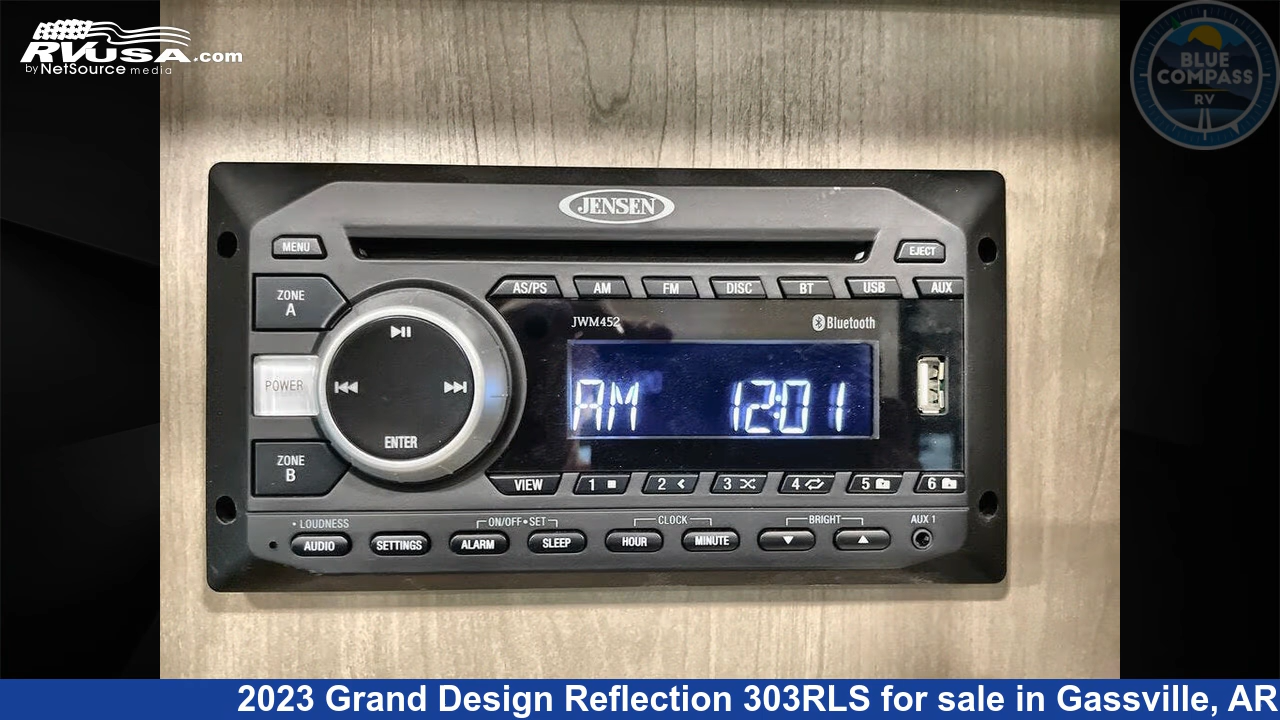 RVUSA.com
by NetSource media
BLUE
COMPASS
RV
JENSEN
MENU
EJECT
ZONE
A
AS/PS AM FM DISC BT USB AUX
JWM452
Bluetooth
POWER
ENTER
AM 12:01
ZONE
B
VIEW 1 2 3 4 5 6
• LOUDNESS
ON/OFF • SET
CLOCK
BRIGHT
AUX 1
AUDIO SETTINGS ALARM SLEEP HOUR MINUTE
2023 Grand Design Reflection 303RLS for sale in Gassville, AR